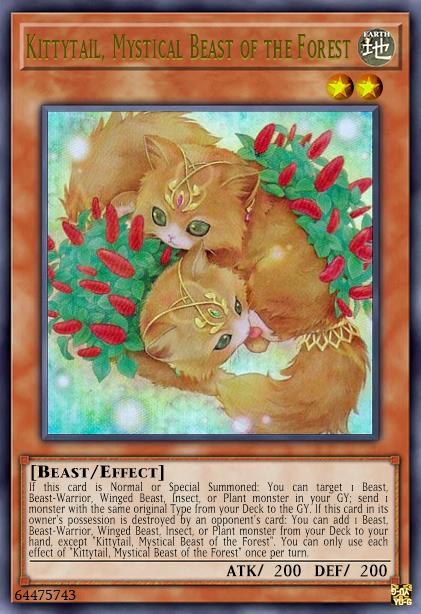 Kittytail, Mystical Beast of the Forest
EARTH
地
[Beast/Effect]
If this card is Normal or Special Summoned: You can target 1 Beast,
Beast-Warrior, Winged Beast, Insect, or Plant monster in your GY; send 1
monster with the same original Type from your Deck to the GY. If this card in its
owner's possession is destroyed by an opponent's card: You can add 1 Beast,
Beast-Warrior, Winged Beast, Insect, or Plant monster from your Deck to your
hand, except "Kittytail, Mystical Beast of the Forest". You can only use each
effect of "Kittytail, Mystical Beast of the Forest" once per turn.
ATK/ 200 DEF/ 200
64475743